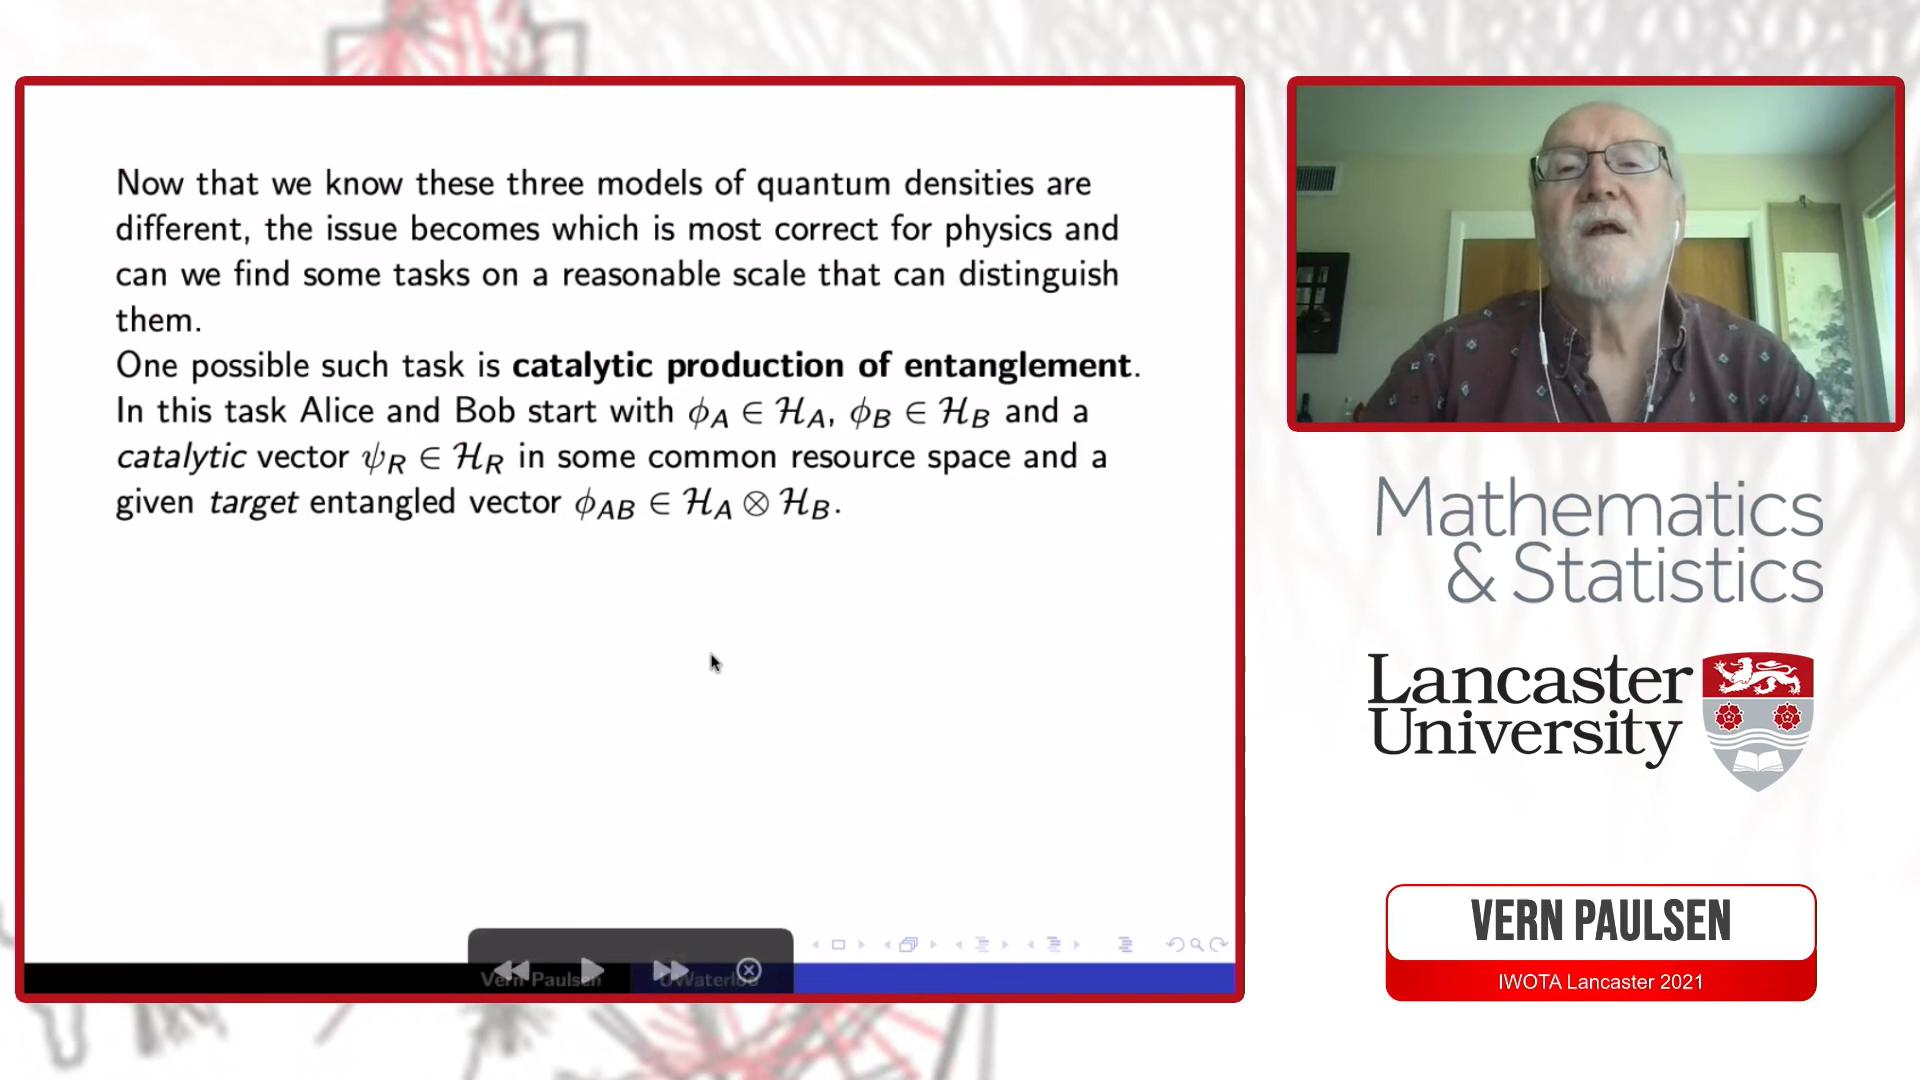 Now that we know these three models of quantum densities are
different, the issue becomes which is most correct for physics and
can we find some tasks on a reasonable scale that can distinguish
them.
One possible such task is catalytic production of entanglement.
In this task Alice and Bob start with ϕ_A ∈ ℋ_A, ϕ_B ∈ ℋ_B and a
catalytic vector ψ_R ∈ ℋ_R in some common resource space and a
given target entangled vector ϕ_AB ∈ ℋ_A ⊗ ℋ_B.
Vern Paulsen
UWaterloo
Mathematics
& Statistics
Lancaster
University
VERN PAULSEN
IWOTA Lancaster 2021